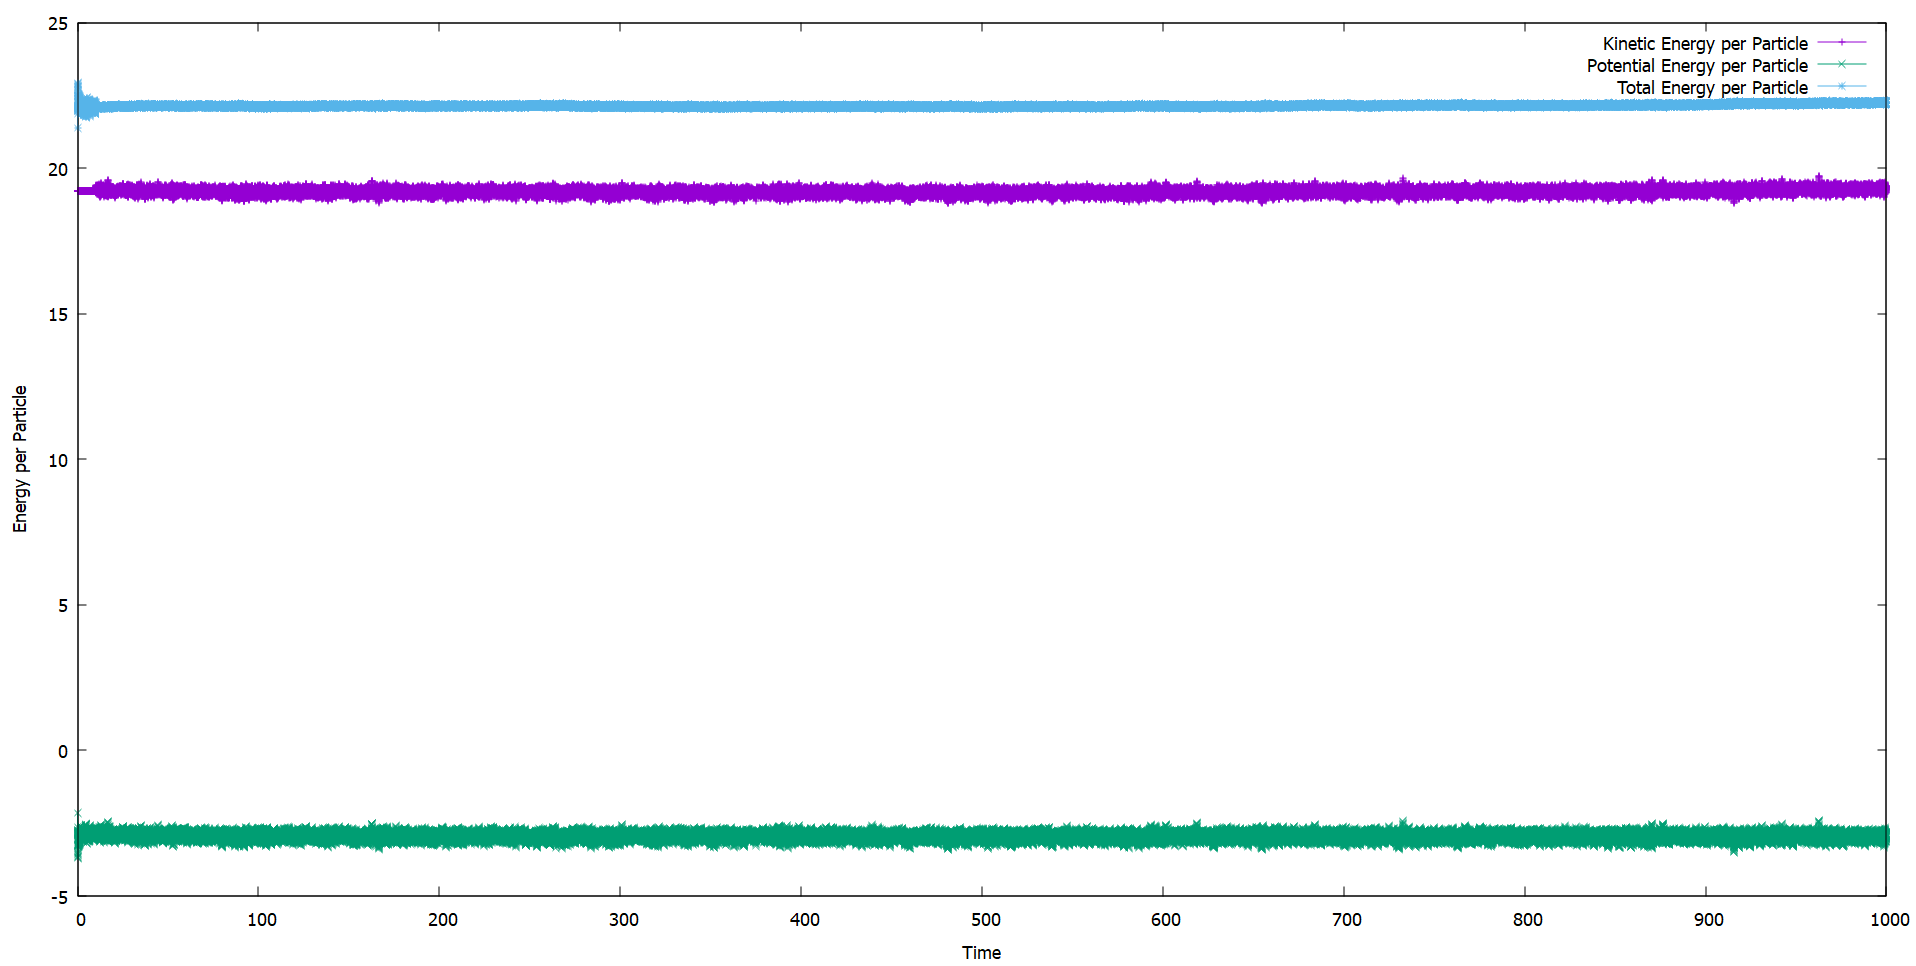 25
20
15
10
5
0
-5
Energy per Particle
Kinetic Energy per Particle
Potential Energy per Particle
Total Energy per Particle
0 100 200 300 400 500 600 700 800 900 1000
Time